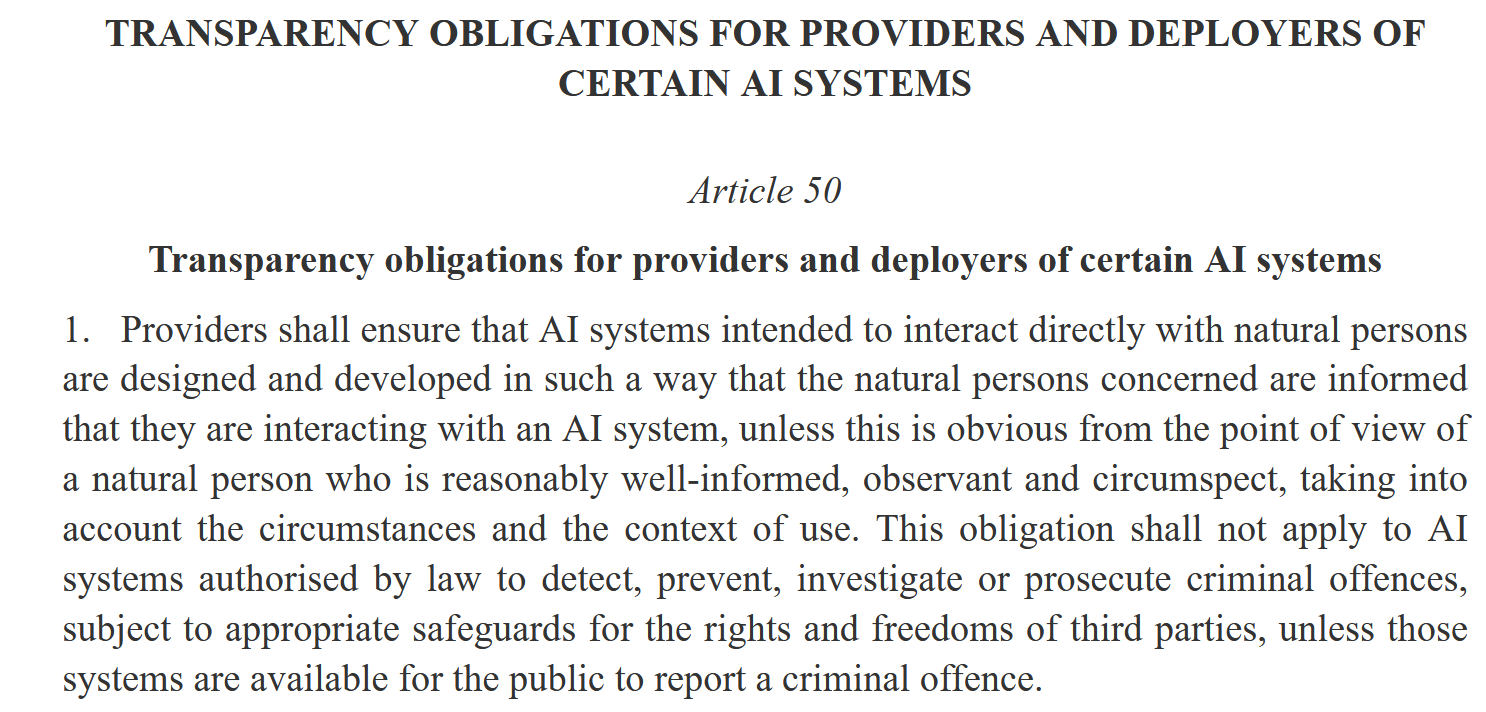 TRANSPARENCY OBLIGATIONS FOR PROVIDERS AND DEPLOYERS OF
CERTAIN AI SYSTEMS
Article 50
Transparency obligations for providers and deployers of certain AI systems
1. Providers shall ensure that AI systems intended to interact directly with natural persons
are designed and developed in such a way that the natural persons concerned are informed
that they are interacting with an AI system, unless this is obvious from the point of view of
a natural person who is reasonably well-informed, observant and circumspect, taking into
account the circumstances and the context of use. This obligation shall not apply to AI
systems authorised by law to detect, prevent, investigate or prosecute criminal offences,
subject to appropriate safeguards for the rights and freedoms of third parties, unless those
systems are available for the public to report a criminal offence.